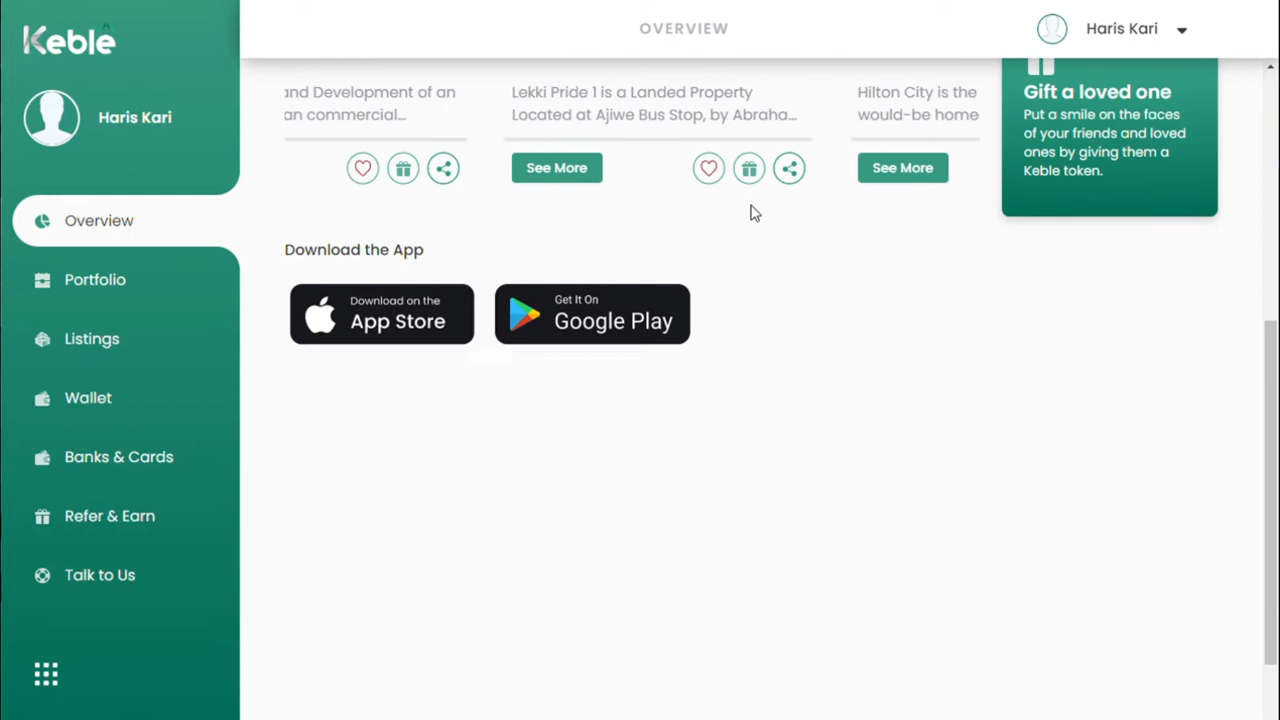 Keble
OVERVIEW
Haris Kari
Haris Kari
Overview
Portfolio
Listings
Wallet
Banks & Cards
Refer & Earn
Talk to Us
and Development of an
an commercial...
See More
Lekki Pride 1 is a Landed Property
Located at Ajiwe Bus Stop, by Abraha...
Hilton City is the
would-be home
See More
Gift a loved one
Put a smile on the faces
of your friends and loved
ones by giving them a
Keble token.
Download the App
Download on the
App Store
Get It On
Google Play